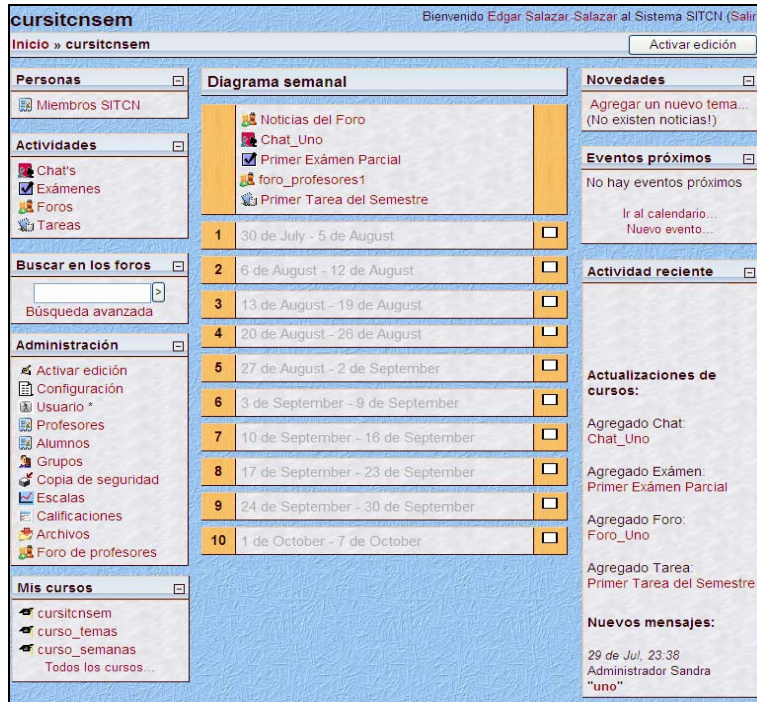 cursitcnsem
Bienvenido Edgar Salazar Salazar al Sistema SITCN (Salir
Inicio » cursitcnsem
Activar edición
Personas
Miembros SITCN
Actividades
Chat's
Exámenes
Foros
Tareas
Buscar en los foros
>
Búsqueda avanzada
Administración
Activar edición
Configuración
Usuario *
Profesores
Alumnos
Grupos
Copia de seguridad
Escalas
Calificaciones
Archivos
Foro de profesores
Mis cursos
cursitcnsem
curso_temas
curso_semanas
Todos los cursos...
Diagrama semanal
Noticias del Foro
Chat_Uno
Primer Exámen Parcial
foro_profesores1
Primer Tarea del Semestre
1 30 de July - 5 de August
2 6 de August - 12 de August
3 13 de August - 19 de August
4 20 de August - 26 de August
5 27 de August - 2 de September
6 3 de September - 9 de September
7 10 de September - 16 de September
8 17 de September - 23 de September
9 24 de September - 30 de September
10 1 de October - 7 de October
Novedades
Agregar un nuevo tema...
(No existen noticias!)
Eventos próximos
No hay eventos próximos
Ir al calendario...
Nuevo evento...
Actividad reciente
Actualizaciones de
cursos:
Agregado Chat:
Chat_Uno
Agregado Exámen:
Primer Exámen Parcial
Agregado Foro:
Foro_Uno
Agregado Tarea:
Primer Tarea del Semestre
Nuevos mensajes:
29 de Jul, 23:38
Administrador Sandra
"uno"